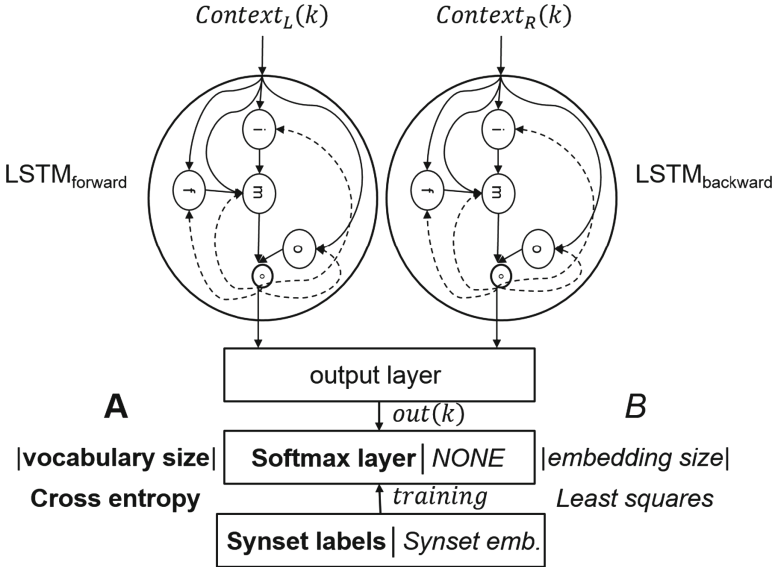 Context_L(k) Context_R(k)
i i
LSTM_forward f m f m LSTM_backward
o o
o o
output layer
A out(k) B
|vocabulary size| Softmax layer | NONE |embedding size|
Cross entropy training Least squares
Synset labels | Synset emb.